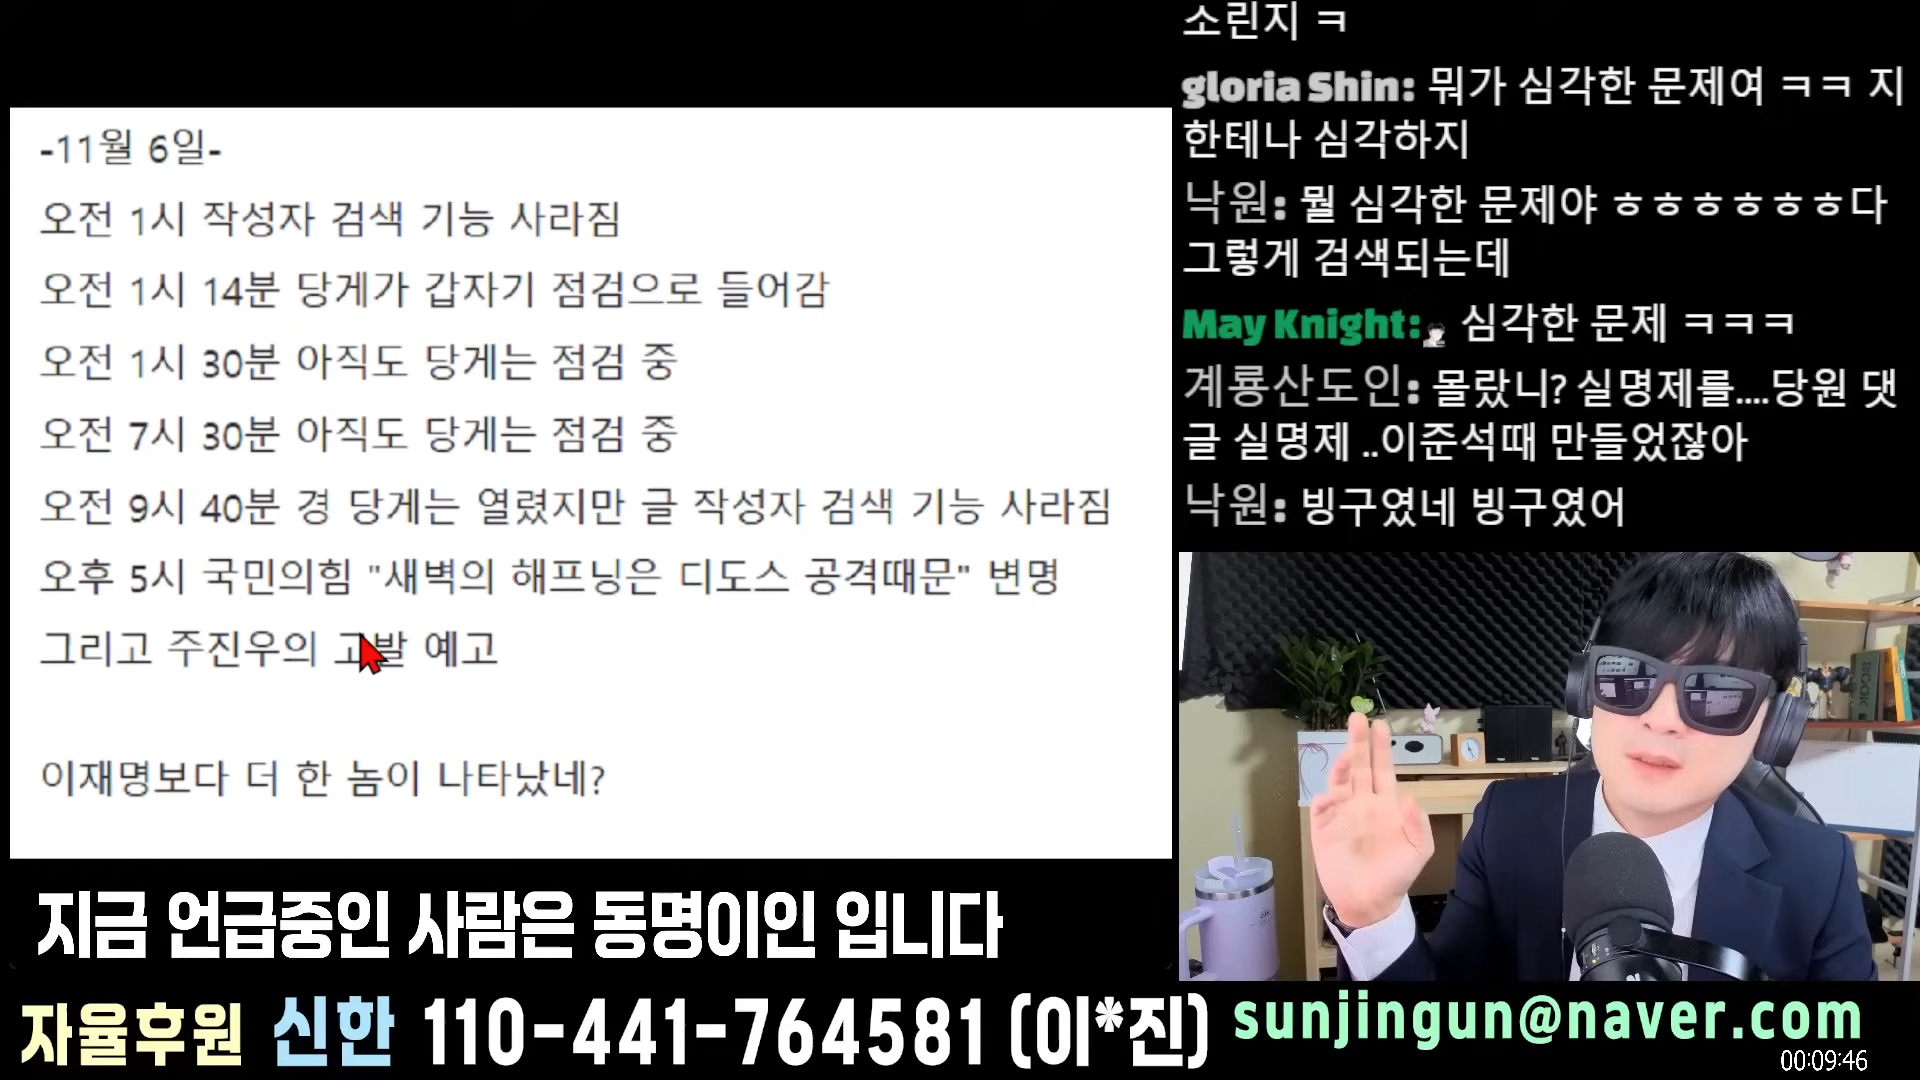 -11월 6일-
오전 1시 작성자 검색 기능 사라짐
오전 1시 14분 당게가 갑자기 점검으로 들어감
오전 1시 30분 아직도 당게는 점검 중
오전 7시 30분 아직도 당게는 점검 중
오전 9시 40분 경 당게는 열렸지만 글 작성자 검색 기능 사라짐
오후 5시 국민의힘 "새벽의 해프닝은 디도스 공격때문" 변명
그리고 주진우의 고발 예고
이재명보다 더 한 놈이 나타났네?
소린지 ㅋ
gloria Shin: 뭐가 심각한 문제여 ㅋㅋ 지
한테나 심각하지
낙원: 뭘 심각한 문제야 ㅎㅎㅎㅎㅎㅎ다
그렇게 검색되는데
May Knight: 심각한 문제 ㅋㅋㅋ
계룡산도인: 몰랐니? 실명제를....당원 댓
글 실명제 ..이준석때 만들었잖아
낙원: 빙구였네 빙구였어
지금 언급중인 사람은 동명이인 입니다
자율후원 신한 110-441-764581 (이*진)
sunjingun@naver.com
00:09:46